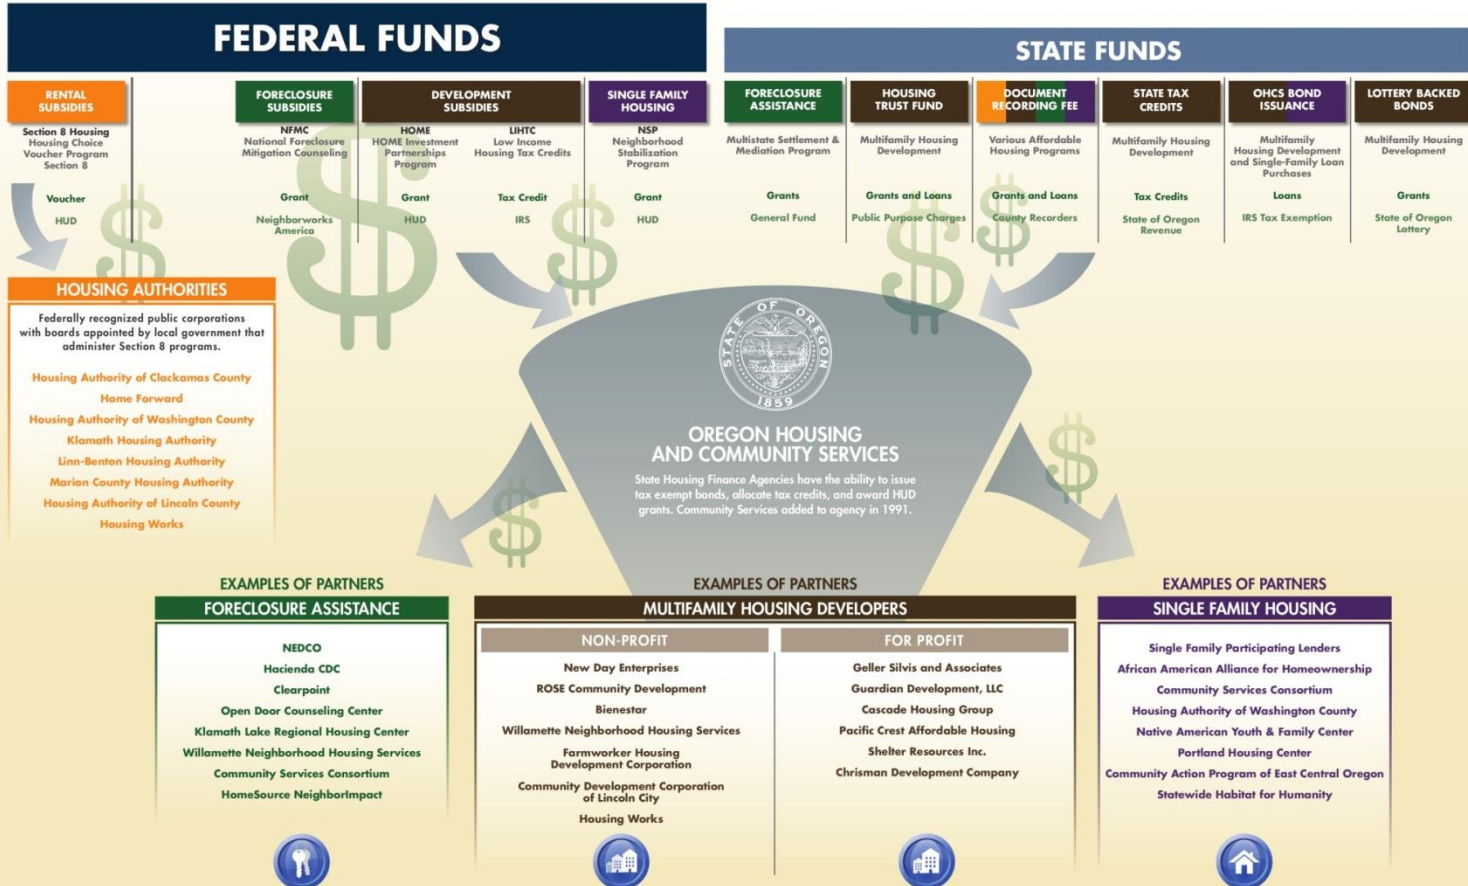 FEDERAL FUNDS
STATE FUNDS
RENTAL
SUBSIDIES
Section 8 Housing
Housing Choice
Voucher Program
Section 8
Voucher
HUD
FORECLOSURE
SUBSIDIES
NFMC
National Foreclosure
Mitigation Counseling
Grant
Neighborworks
America
DEVELOPMENT
SUBSIDIES
HOME
HOME Investment
Partnerships
Program
Grant
HUD
LIHTC
Low Income
Housing Tax Credits
Tax Credit
IRS
SINGLE FAMILY
HOUSING
NSP
Neighborhood
Stabilization
Program
Grant
HUD
FORECLOSURE
ASSISTANCE
Multistate Settlement &
Mediation Program
Grants
General Fund
HOUSING
TRUST FUND
Multifamily Housing
Development
Grants and Loans
Public Purpose Charges
DOCUMENT
RECORDING FEE
Various Affordable
Housing Programs
Grants and Loans
County Recorders
STATE TAX
CREDITS
Multifamily Housing
Development
Tax Credits
State of Oregon
Revenue
OHCS BOND
ISSUANCE
Multifamily
Housing Development
and Single-Family Loan
Purchases
Loans
IRS Tax Exemption
LOTTERY BACKED
BONDS
Multifamily Housing
Development
Grants
State of Oregon
Lottery
HOUSING AUTHORITIES
Federally recognized public corporations
with boards appointed by local government that
administer Section 8 programs.
Housing Authority of Clackamas County
Home Forward
Housing Authority of Washington County
Klamath Housing Authority
Linn-Benton Housing Authority
Marion County Housing Authority
Housing Authority of Lincoln County
Housing Works
STATE OF OREGON
1859
OREGON HOUSING
AND COMMUNITY SERVICES
State Housing Finance Agencies have the ability to issue
tax exempt bonds, allocate tax credits, and award HUD
grants. Community Services added to agency in 1991.
EXAMPLES OF PARTNERS
FORECLOSURE ASSISTANCE
NEDCO
Hacienda CDC
Clearpoint
Open Door Counseling Center
Klamath Lake Regional Housing Center
Willamette Neighborhood Housing Services
Community Services Consortium
HomeSource NeighborImpact
EXAMPLES OF PARTNERS
MULTIFAMILY HOUSING DEVELOPERS
NON-PROFIT
New Day Enterprises
ROSE Community Development
Bienestar
Willamette Neighborhood Housing Services
Farmworker Housing
Development Corporation
Community Development Corporation
of Lincoln City
Housing Works
FOR PROFIT
Geller Silvis and Associates
Guardian Development, LLC
Cascade Housing Group
Pacific Crest Affordable Housing
Shelter Resources Inc.
Chrisman Development Company
EXAMPLES OF PARTNERS
SINGLE FAMILY HOUSING
Single Family Participating Lenders
African American Alliance for Homeownership
Community Services Consortium
Housing Authority of Washington County
Native American Youth & Family Center
Portland Housing Center
Community Action Program of East Central Oregon
Statewide Habitat for Humanity